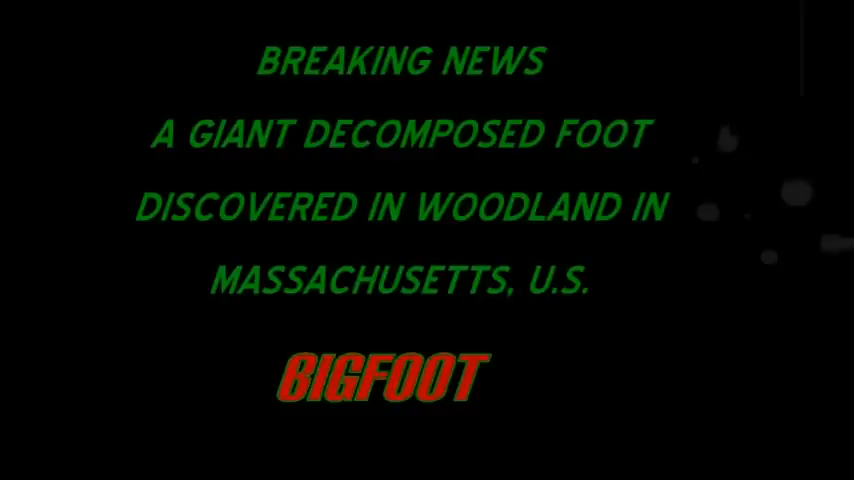 BREAKING NEWS
A GIANT DECOMPOSED FOOT
DISCOVERED IN WOODLAND IN
MASSACHUSETTS, U.S.
BIGFOOT